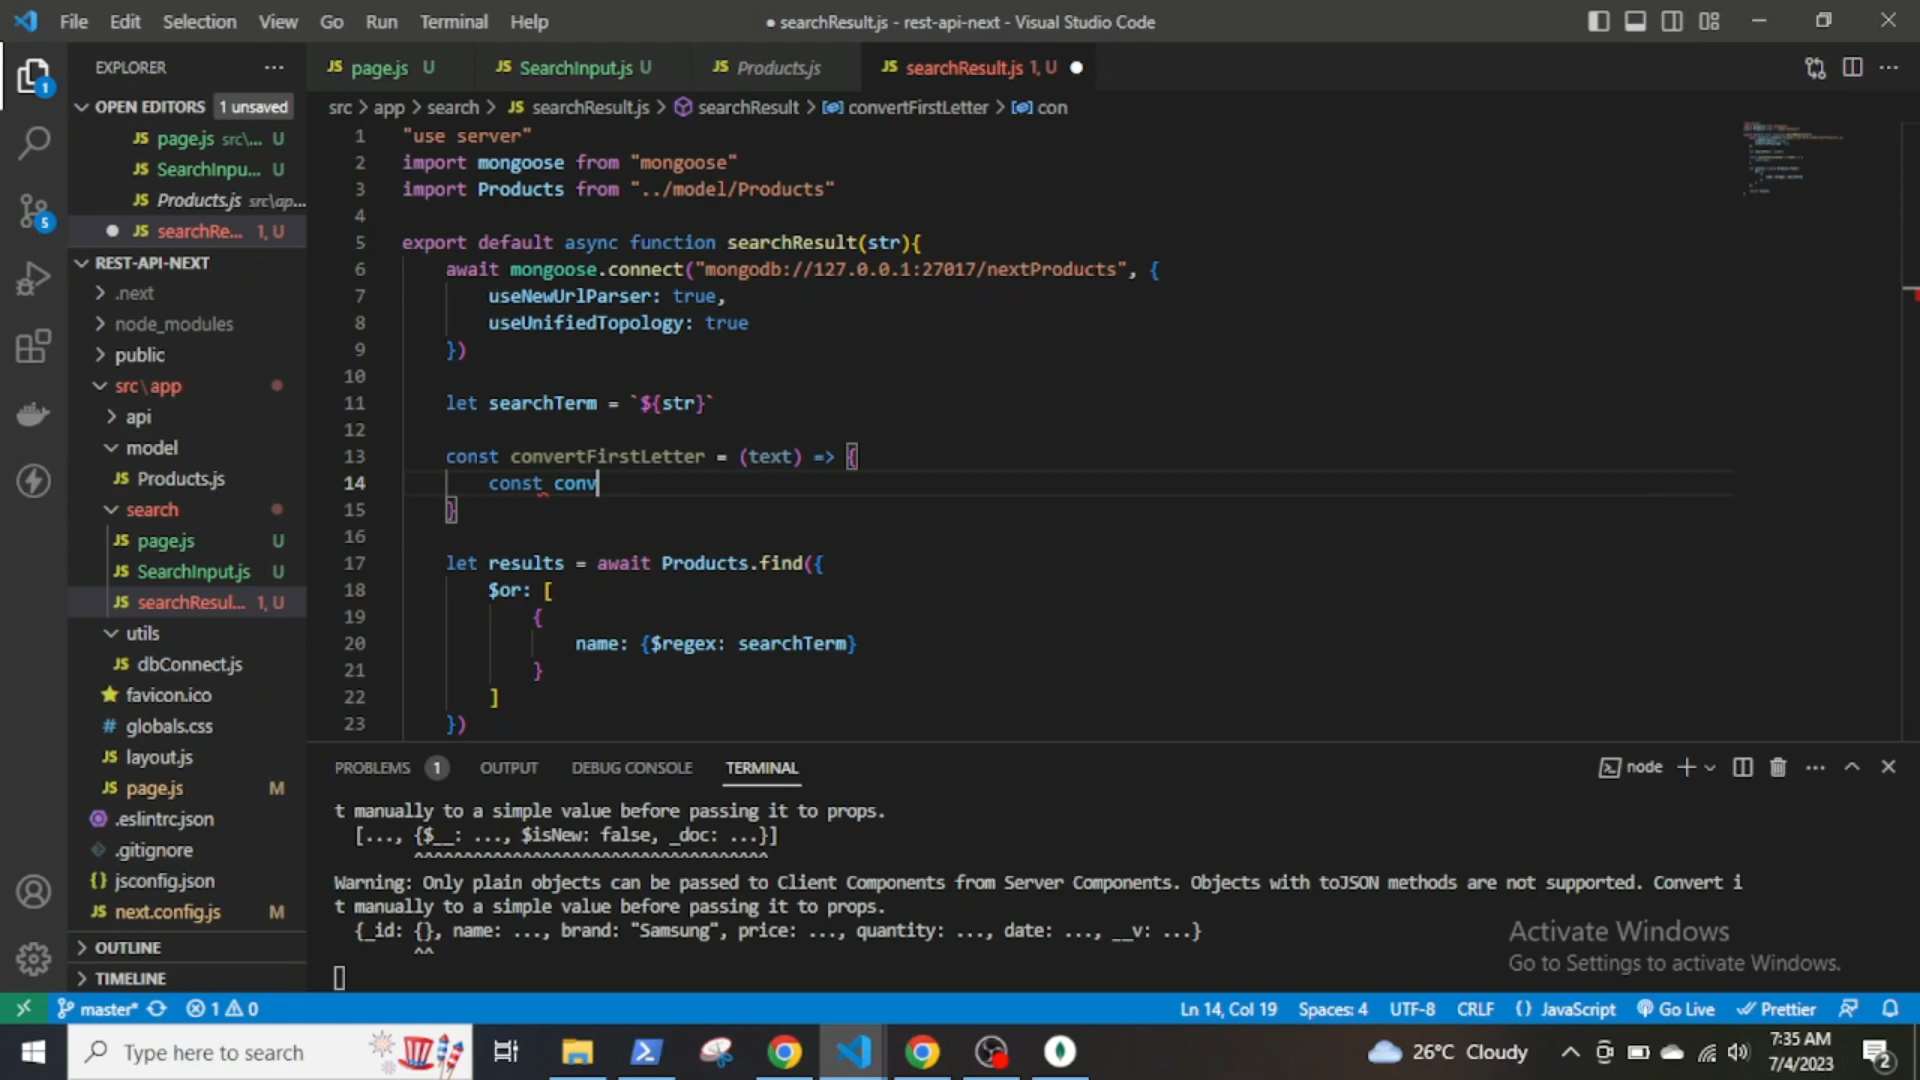 File Edit Selection View Go Run Terminal Help
● searchResult.js - rest-api-next - Visual Studio Code
EXPLORER
OPEN EDITORS 1 unsaved
JS page.js src\... U
JS SearchInpu... U
JS Products.js src\ap...
● JS searchRe... 1, U
REST-API-NEXT
.next
node_modules
public
src\app
api
model
JS Products.js
search
JS page.js U
JS SearchInput.js U
JS searchResul... 1, U
utils
JS dbConnect.js
favicon.ico
# globals.css
JS layout.js
JS page.js M
.eslintrc.json
.gitignore
{} jsconfig.json
JS next.config.js M
OUTLINE
TIMELINE
JS page.js U JS SearchInput.js U JS Products.js JS searchResult.js 1, U ●
src > app > search > JS searchResult.js > searchResult > convertFirstLetter > con
1 "use server"
2 import mongoose from "mongoose"
3 import Products from "../model/Products"
4
5 export default async function searchResult(str){
6 await mongoose.connect("mongodb://127.0.0.1:27017/nextProducts", {
7 useNewUrlParser: true,
8 useUnifiedTopology: true
9 })
10
11 let searchTerm = `${str}`
12
13 const convertFirstLetter = (text) => {
14 const conv
15 }
16
17 let results = await Products.find({
18 $or: [
19 {
20 name: {$regex: searchTerm}
21 }
22 ]
23 })
PROBLEMS 1 OUTPUT DEBUG CONSOLE TERMINAL
node
t manually to a simple value before passing it to props.
[..., {$__: ..., $isNew: false, _doc: ...}]
^^^^^^^^^^^^^^^^^^^^^^^^^^^^^^^^^^
Warning: Only plain objects can be passed to Client Components from Server Components. Objects with toJSON methods are not supported. Convert i
t manually to a simple value before passing it to props.
{_id: {}, name: ..., brand: "Samsung", price: ..., quantity: ..., date: ..., __v: ...}
^^
Activate Windows
Go to Settings to activate Windows.
master* 1 0
Ln 14, Col 19 Spaces: 4 UTF-8 CRLF {} JavaScript Go Live Prettier
Type here to search
26°C Cloudy
7:35 AM
7/4/2023
1
5
2